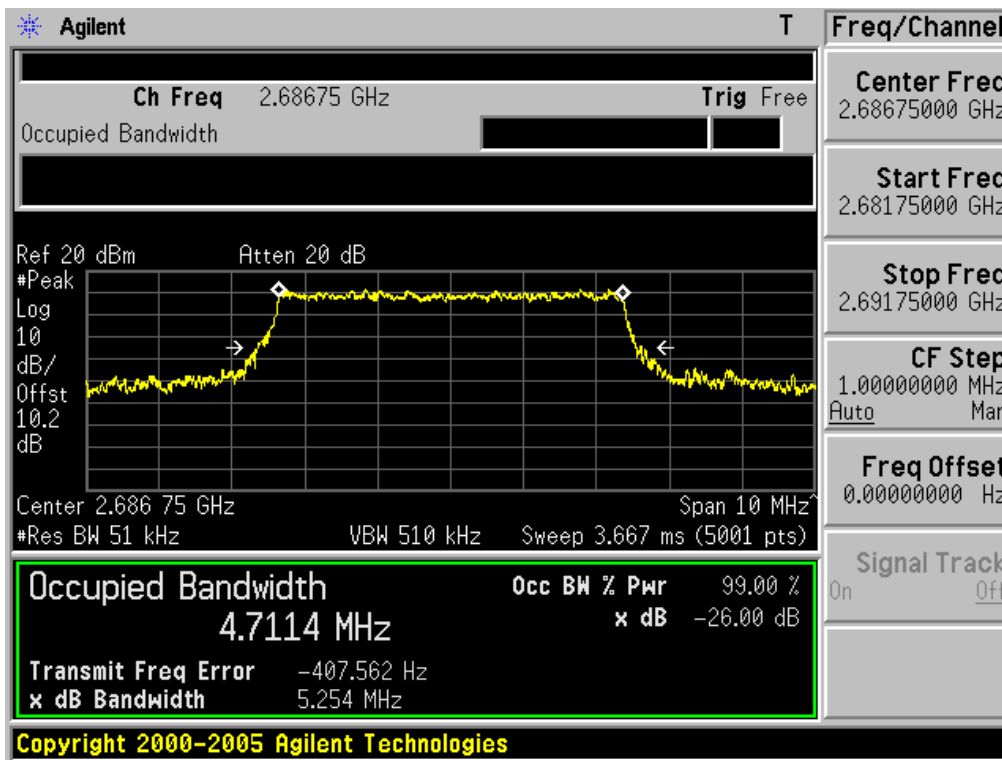 Agilent T Freq/Channel
Ch Freq 2.68675 GHz Trig Free
Occupied Bandwidth
Center Freq
2.68675000 GHz
Start Freq
2.68175000 GHz
Stop Freq
2.69175000 GHz
CF Step
1.00000000 MHz
Auto Man
Freq Offset
0.00000000 Hz
Signal Track
On Off
Ref 20 dBm Atten 20 dB
#Peak
Log
10
dB/
Offst
10.2
dB
Center 2.686 75 GHz Span 10 MHz^
#Res BW 51 kHz VBW 510 kHz Sweep 3.667 ms (5001 pts)
Occupied Bandwidth
4.7114 MHz
Occ BW % Pwr 99.00 %
x dB -26.00 dB
Transmit Freq Error -407.562 Hz
x dB Bandwidth 5.254 MHz
Copyright 2000-2005 Agilent Technologies